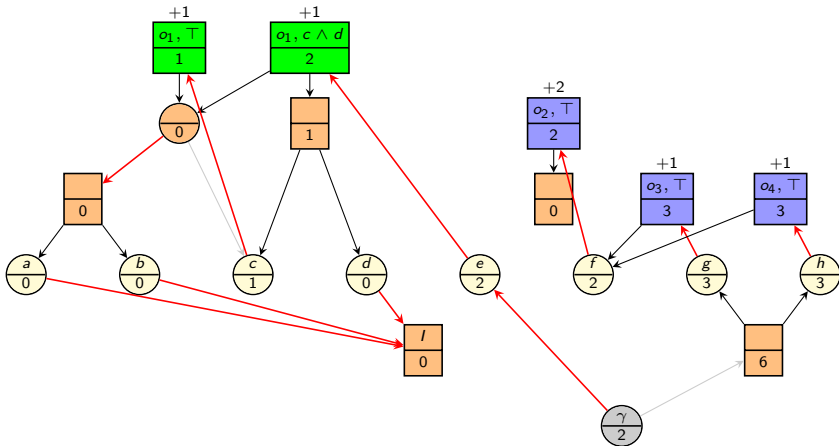 +1 +1
o₁, ⊤ o₁, c ∧ d
1 2
+2
o₂, ⊤
2
0 1
+1 +1
o₃, ⊤ o₄, ⊤
3 3
0 0
a b c d e f g h
0 0 1 0 2 2 3 3
I
0 6
γ
2